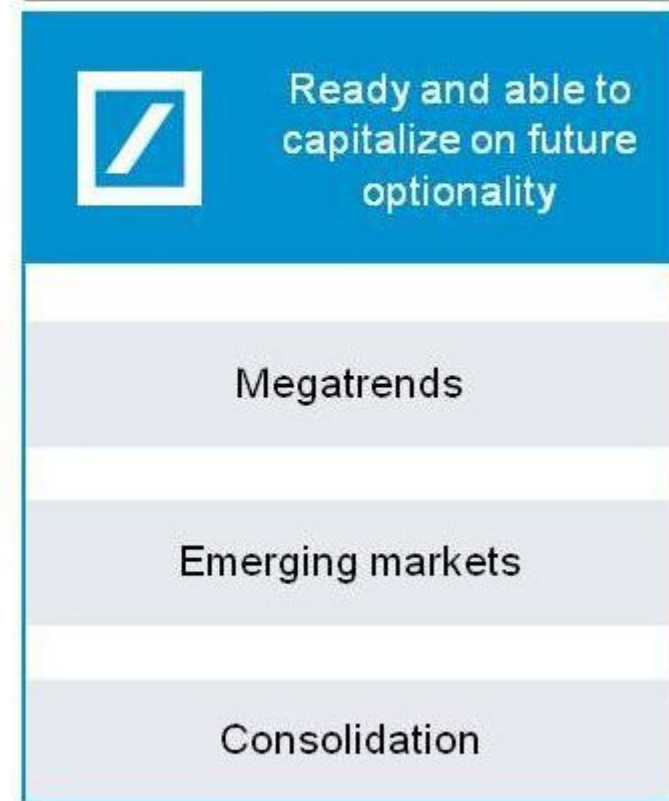 Ready and able to
capitalize on future
optionality
Megatrends
Emerging markets
Consolidation